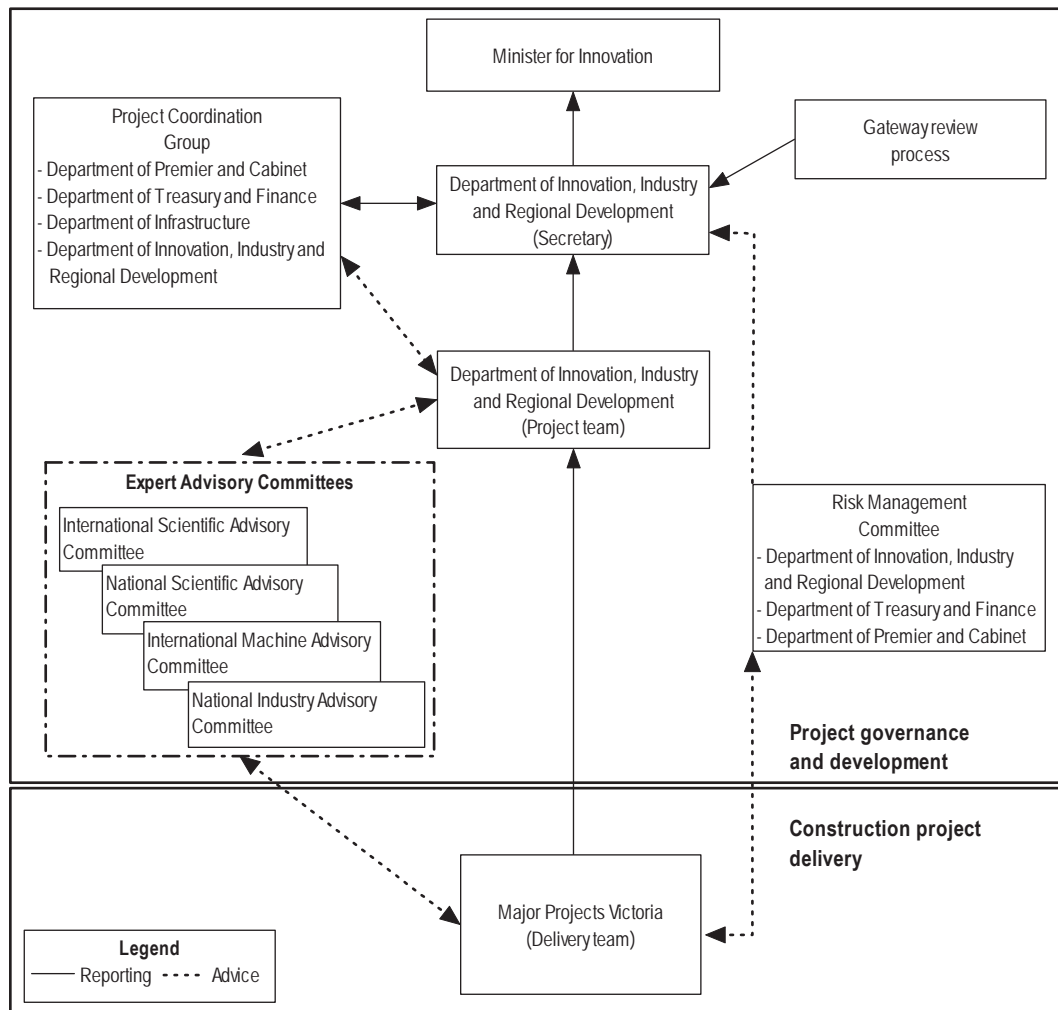 Minister for Innovation
Project Coordination
Group
- Department of Premier and Cabinet
- Department of Treasury and Finance
- Department of Infrastructure
- Department of Innovation, Industry and
Regional Development
Gateway review
process
Department of Innovation, Industry
and Regional Development
(Secretary)
Department of Innovation, Industry
and Regional Development
(Project team)
Expert Advisory Committees
International Scientific Advisory
Committee
National Scientific Advisory
Committee
International Machine Advisory
Committee
National Industry Advisory
Committee
Risk Management
Committee
- Department of Innovation, Industry
and Regional Development
- Department of Treasury and Finance
- Department of Premier and Cabinet
Project governance
and development
Construction project
delivery
Major Projects Victoria
(Delivery team)
Legend
Reporting
Advice